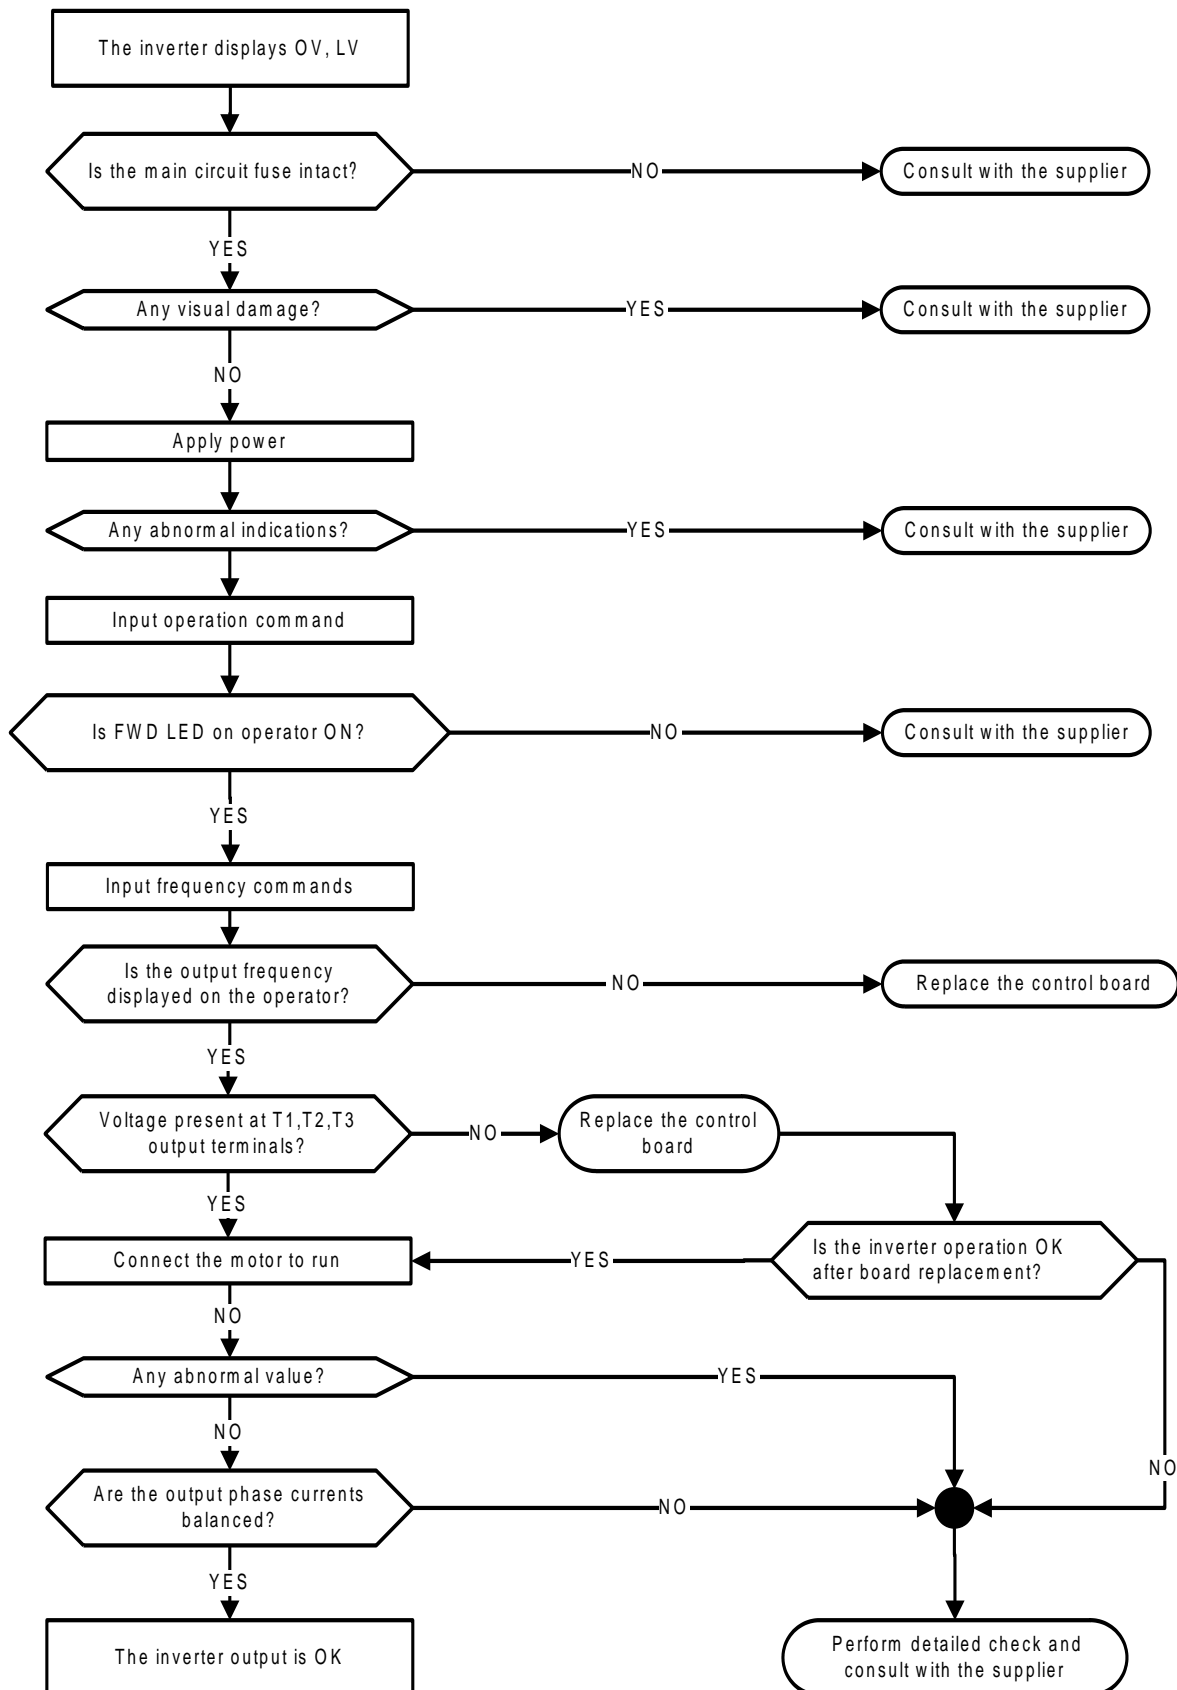 The inverter displays OV, LV
Is the main circuit fuse intact?
NO
Consult with the supplier
YES
Any visual damage?
YES
Consult with the supplier
NO
Apply power
Any abnormal indications?
YES
Consult with the supplier
Input operation command
Is FWD LED on operator ON?
NO
Consult with the supplier
YES
Input frequency commands
Is the output frequency
displayed on the operator?
NO
Replace the control board
YES
Voltage present at T1,T2,T3
output terminals?
NO
Replace the control
board
YES
Connect the motor to run
YES
Is the inverter operation OK
after board replacement?
NO
Any abnormal value?
YES
NO
NO
Are the output phase currents
balanced?
NO
YES
The inverter output is OK
Perform detailed check and
consult with the supplier